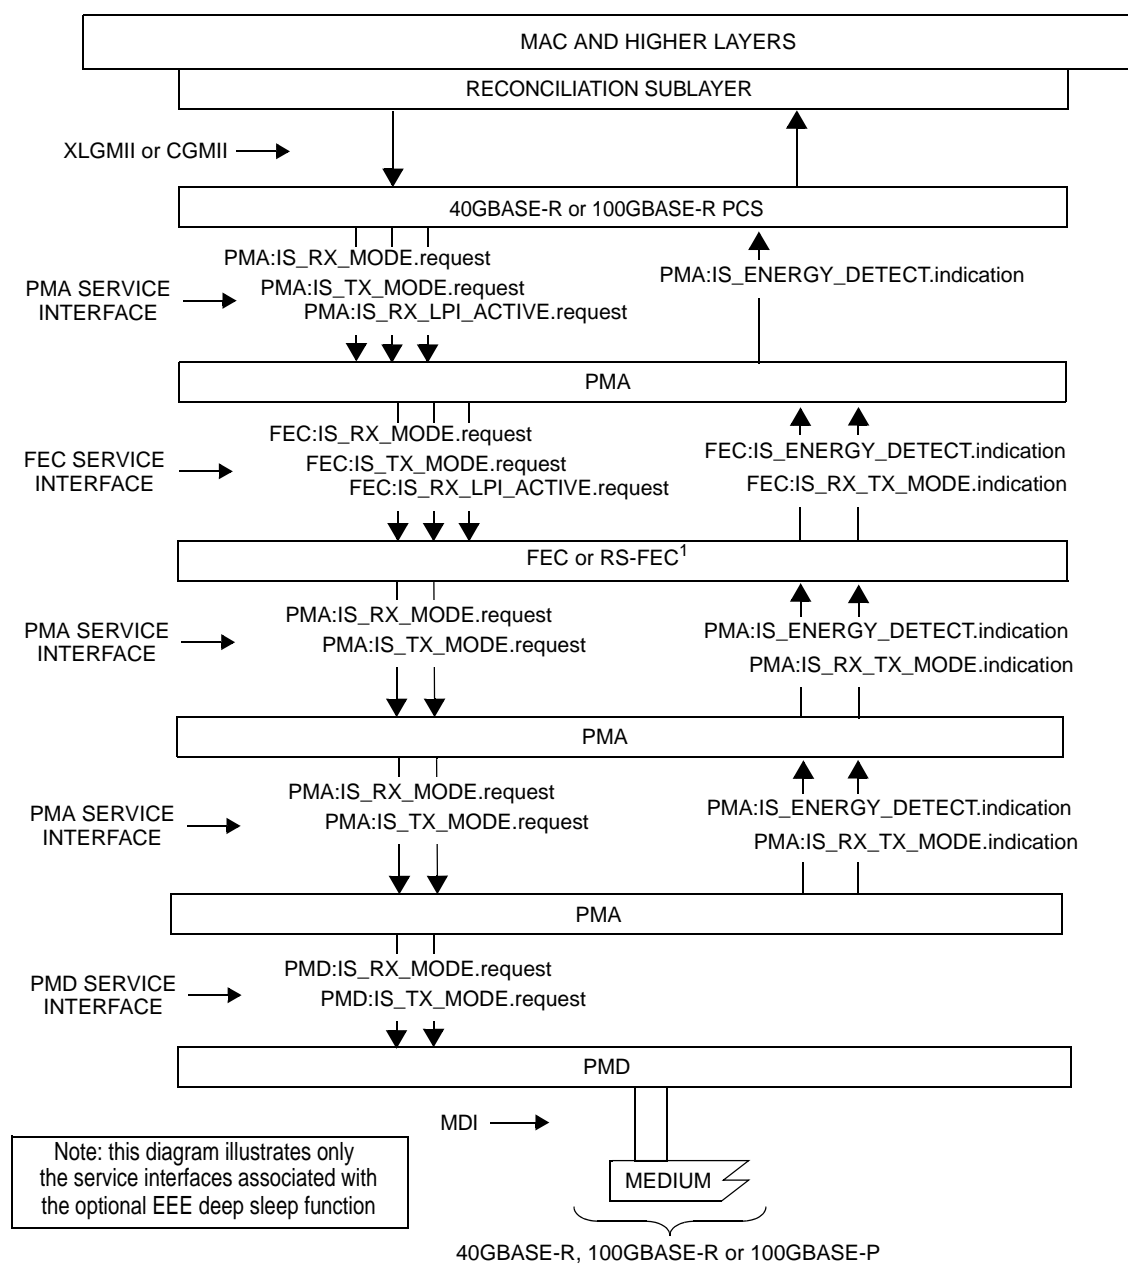 MAC AND HIGHER LAYERS
RECONCILIATION SUBLAYER
XLGMII or CGMII
40GBASE-R or 100GBASE-R PCS
PMA:IS_RX_MODE.request
PMA:IS_TX_MODE.request
PMA:IS_RX_LPI_ACTIVE.request
PMA:IS_ENERGY_DETECT.indication
PMA SERVICE
INTERFACE
PMA
FEC:IS_RX_MODE.request
FEC:IS_TX_MODE.request
FEC:IS_RX_LPI_ACTIVE.request
FEC:IS_ENERGY_DETECT.indication
FEC:IS_RX_TX_MODE.indication
FEC SERVICE
INTERFACE
FEC or RS-FEC1
PMA:IS_RX_MODE.request
PMA:IS_TX_MODE.request
PMA:IS_ENERGY_DETECT.indication
PMA:IS_RX_TX_MODE.indication
PMA SERVICE
INTERFACE
PMA
PMA:IS_RX_MODE.request
PMA:IS_TX_MODE.request
PMA:IS_ENERGY_DETECT.indication
PMA:IS_RX_TX_MODE.indication
PMA SERVICE
INTERFACE
PMA
PMD:IS_RX_MODE.request
PMD:IS_TX_MODE.request
PMD SERVICE
INTERFACE
PMD
MDI
Note: this diagram illustrates only
the service interfaces associated with
the optional EEE deep sleep function
MEDIUM
40GBASE-R, 100GBASE-R or 100GBASE-P